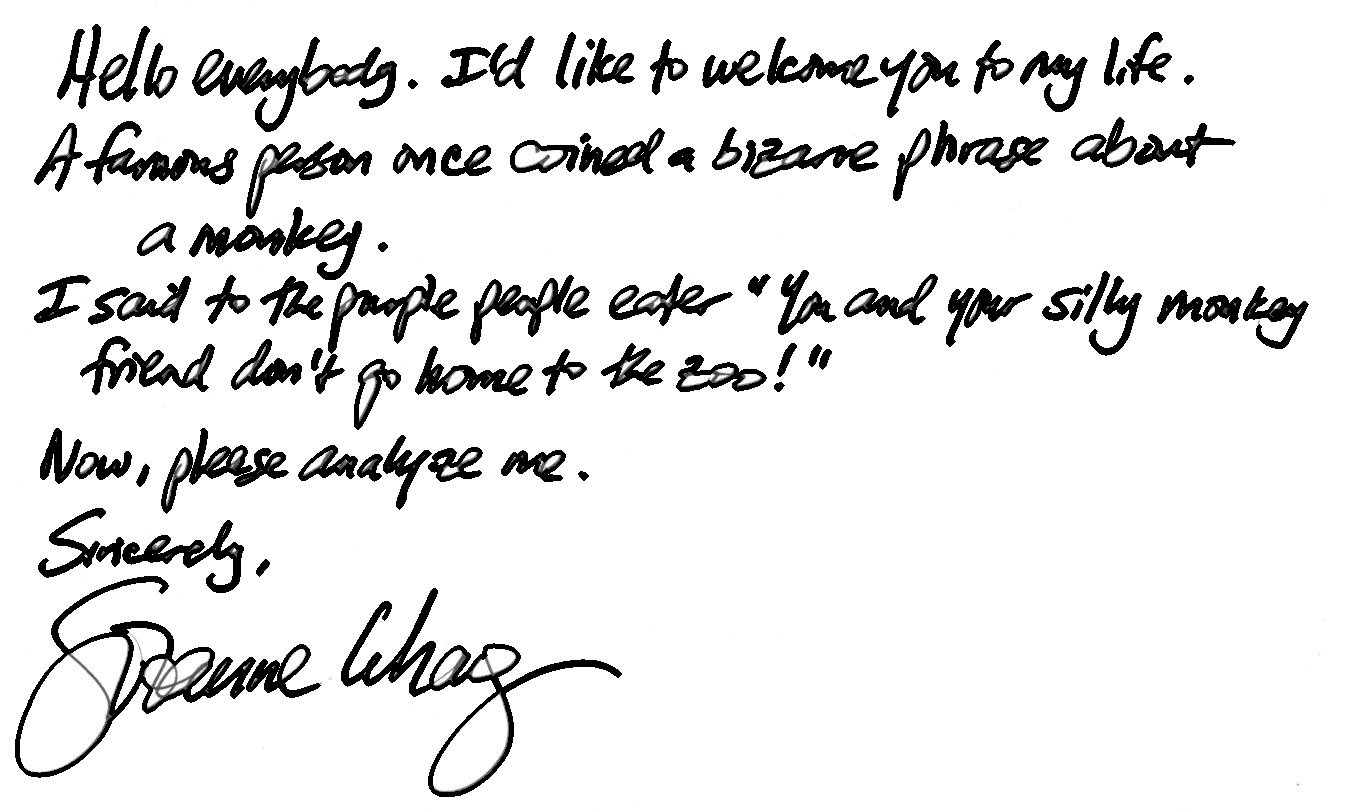 Hello everybody. I'd like to welcome you to my life.
A famous person once coined a bizarre phrase about
a monkey.
I said to the purple people eater "You and your silly monkey
friend don't go home to the zoo!"
Now, please analyze me.
Sincerely,
Joanne